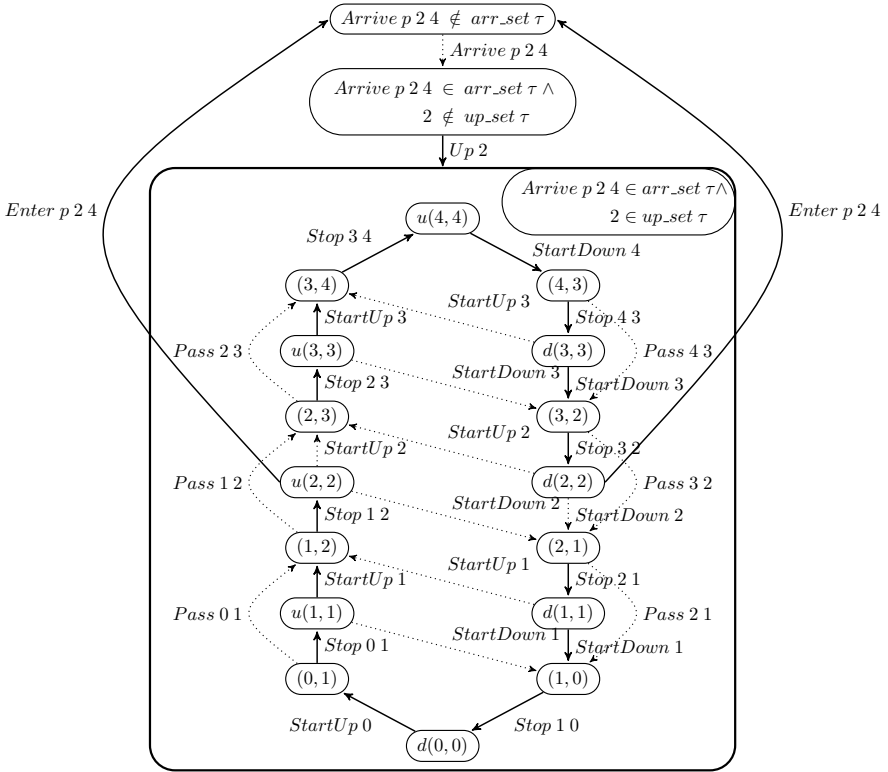 Arrive p 2 4 ∉ arr_set τ
Arrive p 2 4
Arrive p 2 4 ∈ arr_set τ ∧
2 ∉ up_set τ
Up 2
Arrive p 2 4 ∈ arr_set τ∧
2 ∈ up_set τ
Enter p 2 4
Enter p 2 4
u(4, 4)
Stop 3 4
StartDown 4
(3, 4)
(4, 3)
StartUp 3
StartUp 3
Stop 4 3
Pass 2 3
u(3, 3)
d(3, 3)
Pass 4 3
StartDown 3
Stop 2 3
StartDown 3
(2, 3)
(3, 2)
StartUp 2
StartUp 2
Stop 3 2
Pass 1 2
u(2, 2)
d(2, 2)
Pass 3 2
StartDown 2
Stop 1 2
StartDown 2
(1, 2)
(2, 1)
StartUp 1
StartUp 1
Stop 2 1
Pass 0 1
u(1, 1)
d(1, 1)
Pass 2 1
StartDown 1
Stop 0 1
StartDown 1
(0, 1)
(1, 0)
StartUp 0
Stop 1 0
d(0, 0)